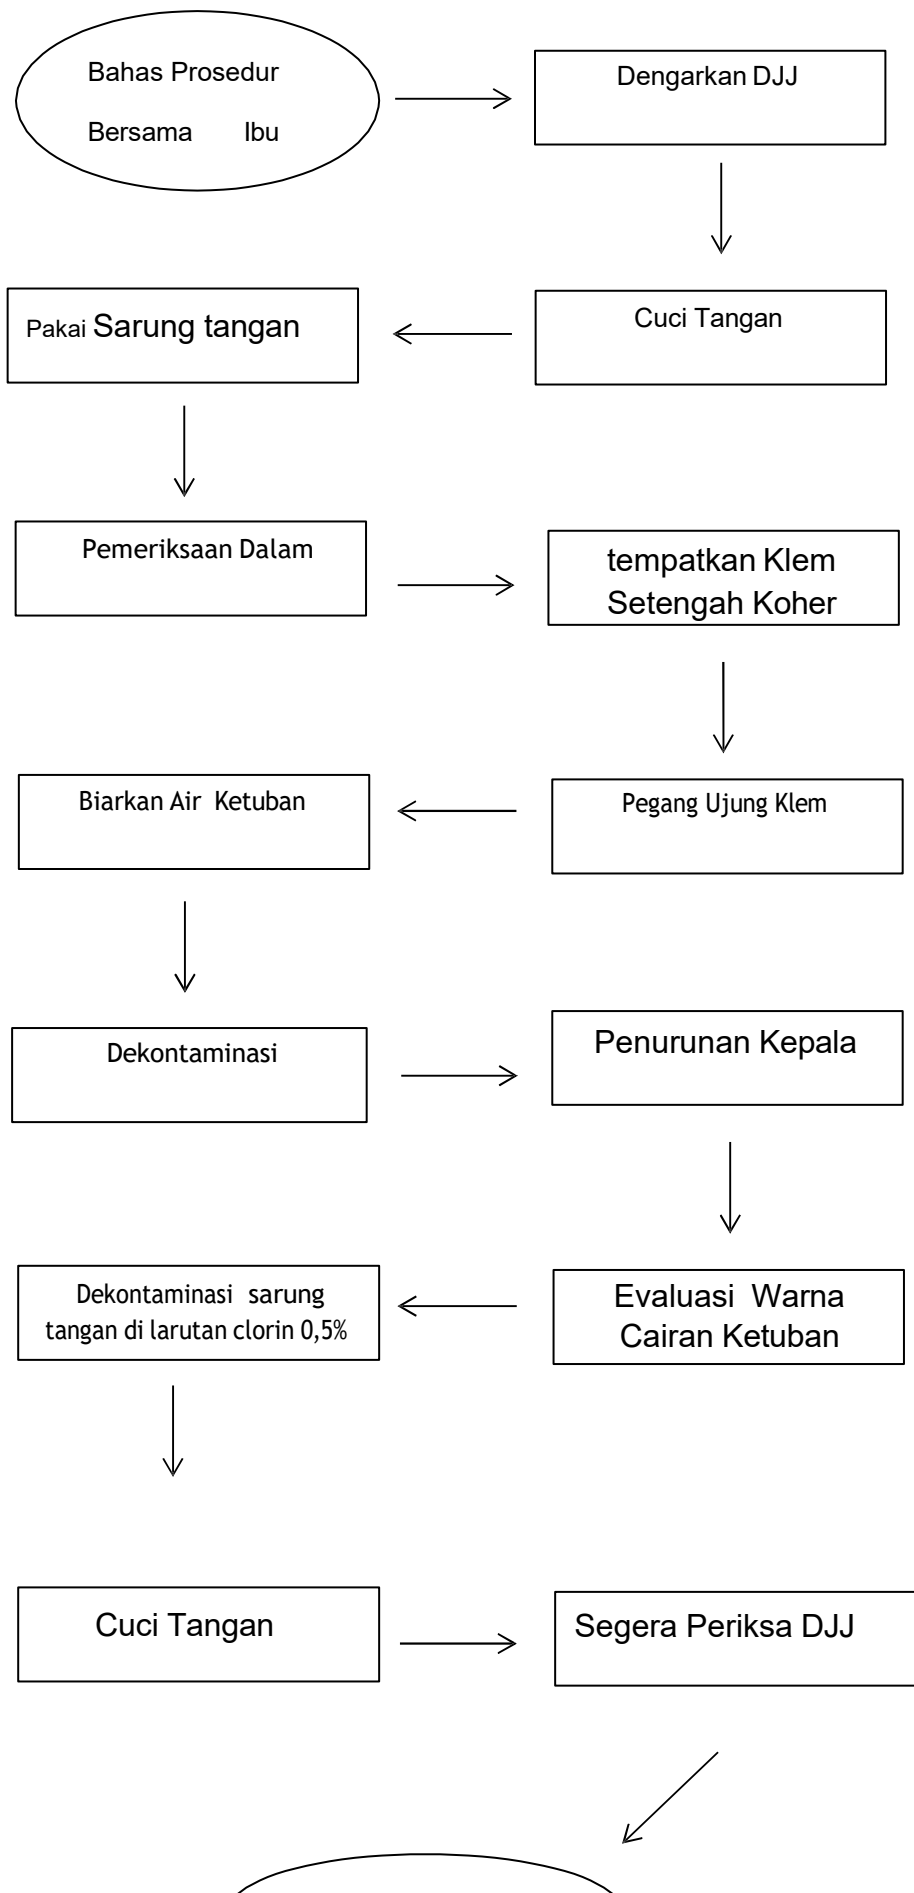 Bahas Prosedur
Bersama Ibu
Dengarkan DJJ
Cuci Tangan
Pakai Sarung tangan
Pemeriksaan Dalam
tempatkan Klem
Setengah Koher
Pegang Ujung Klem
Biarkan Air Ketuban
Dekontaminasi
Penurunan Kepala
Evaluasi Warna
Cairan Ketuban
Dekontaminasi sarung
tangan di larutan clorin 0,5%
Cuci Tangan
Segera Periksa DJJ